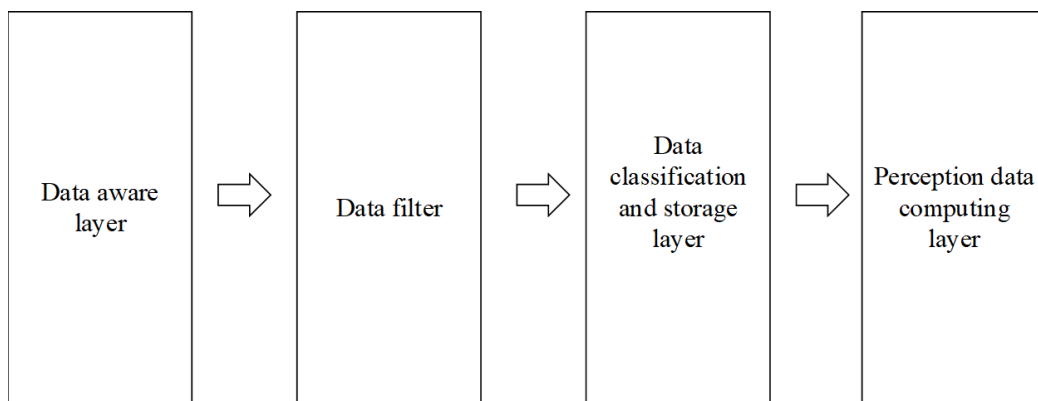 Data aware
layer
Data filter
Data
classification
and storage
layer
Perception data
computing
layer